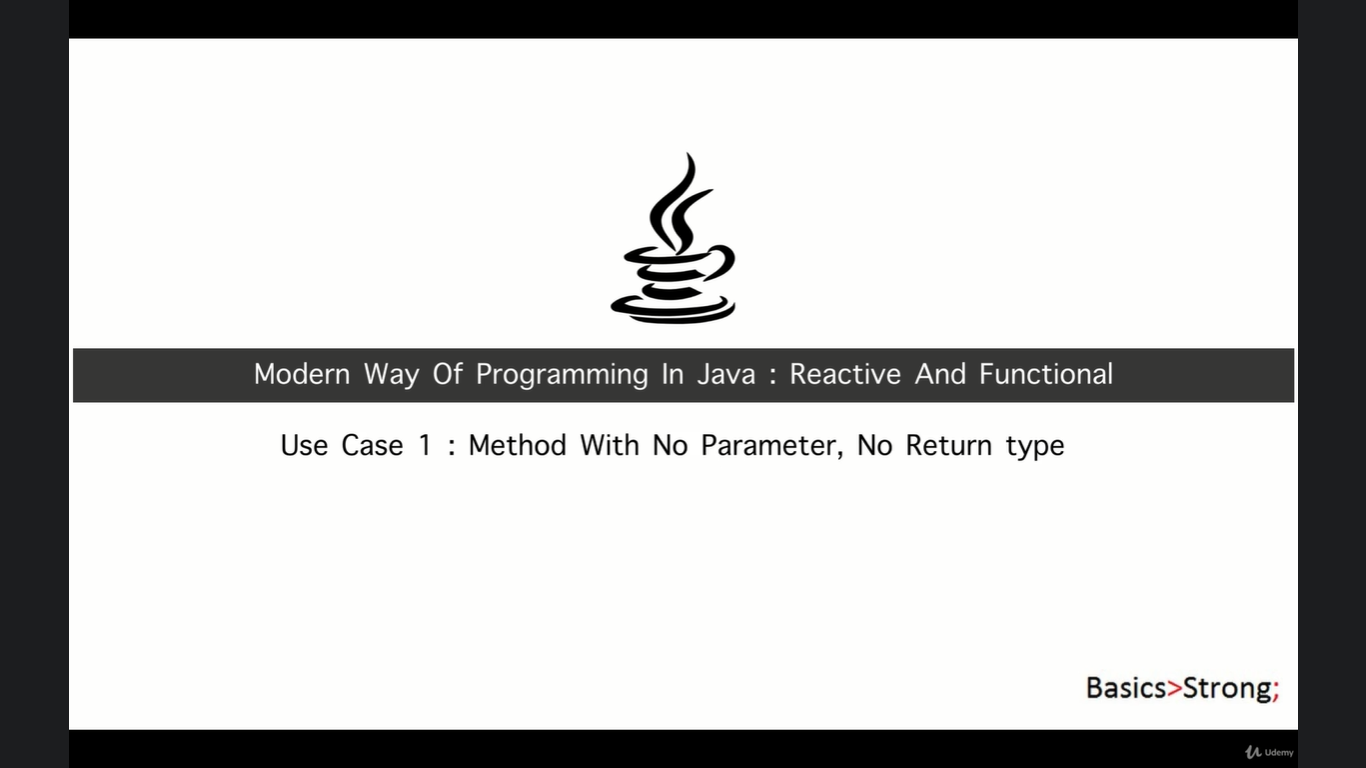 Modern Way Of Programming In Java : Reactive And Functional
Use Case 1 : Method With No Parameter, No Return type
Basics>Strong;
Udemy